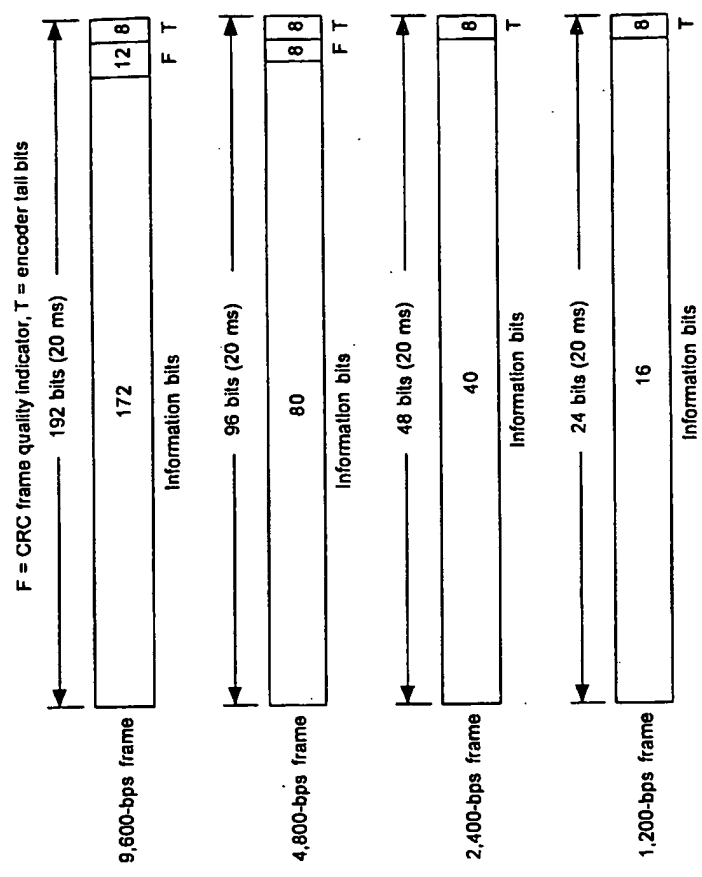 F = CRC frame quality indicator, T = encoder tail bits
192 bits (20 ms)
9,600-bps frame
172
12
8
Information bits
F
T
96 bits (20 ms)
4,800-bps frame
80
8
8
Information bits
F
T
48 bits (20 ms)
2,400-bps frame
40
8
Information bits
T
24 bits (20 ms)
1,200-bps frame
16
8
Information bits
T